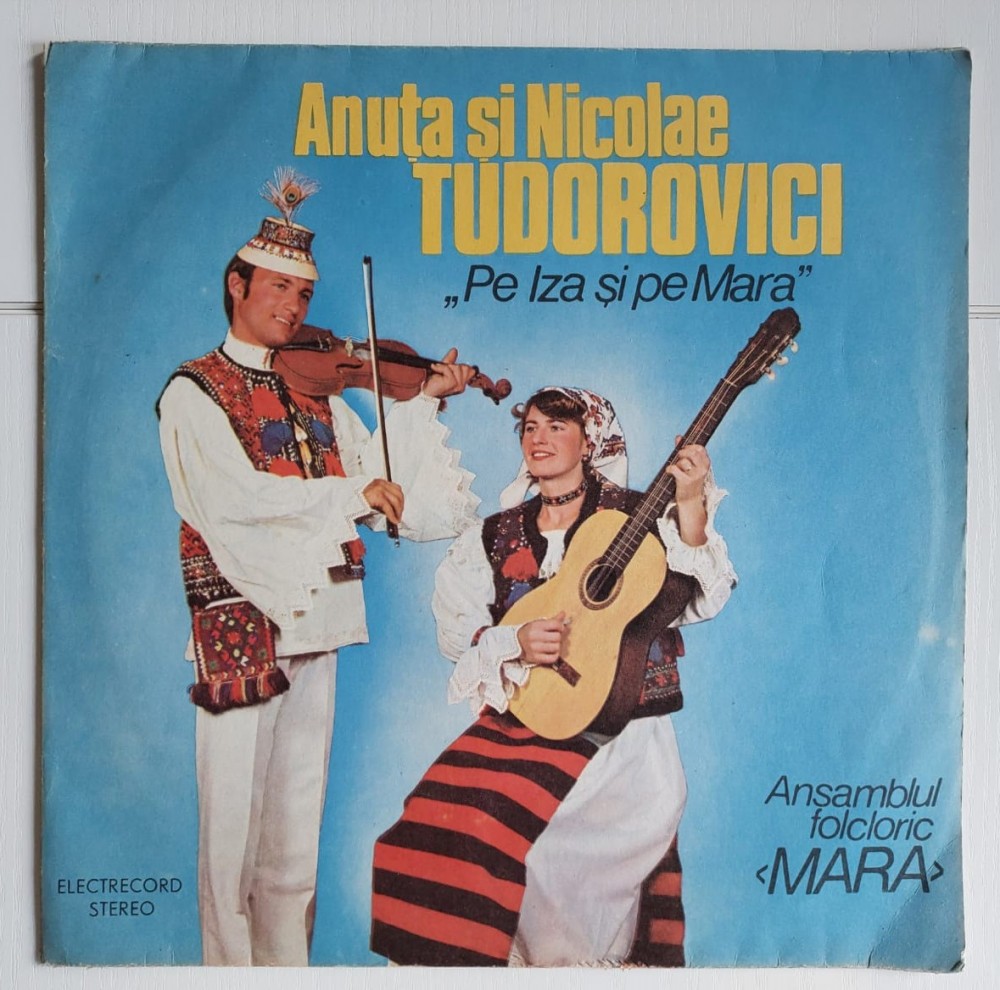 Anuța și Nicolae
TUDOROVICI
„Pe Iza și pe Mara”
Ansamblul
folcloric
‹MARA›
ELECTRECORD
STEREO